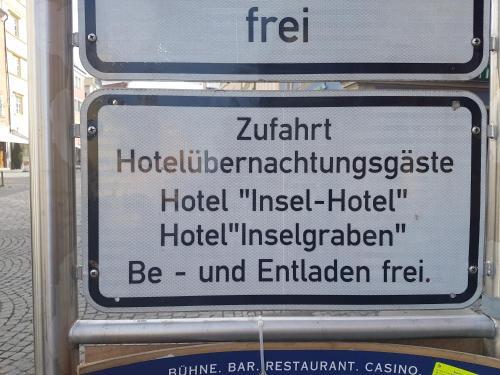 frei
Zufahrt
Hotelübernachtungsgäste
Hotel "Insel-Hotel"
Hotel"Inselgraben"
Be - und Entladen frei.
BÜHNE. BAR. RESTAURANT. CASINO.